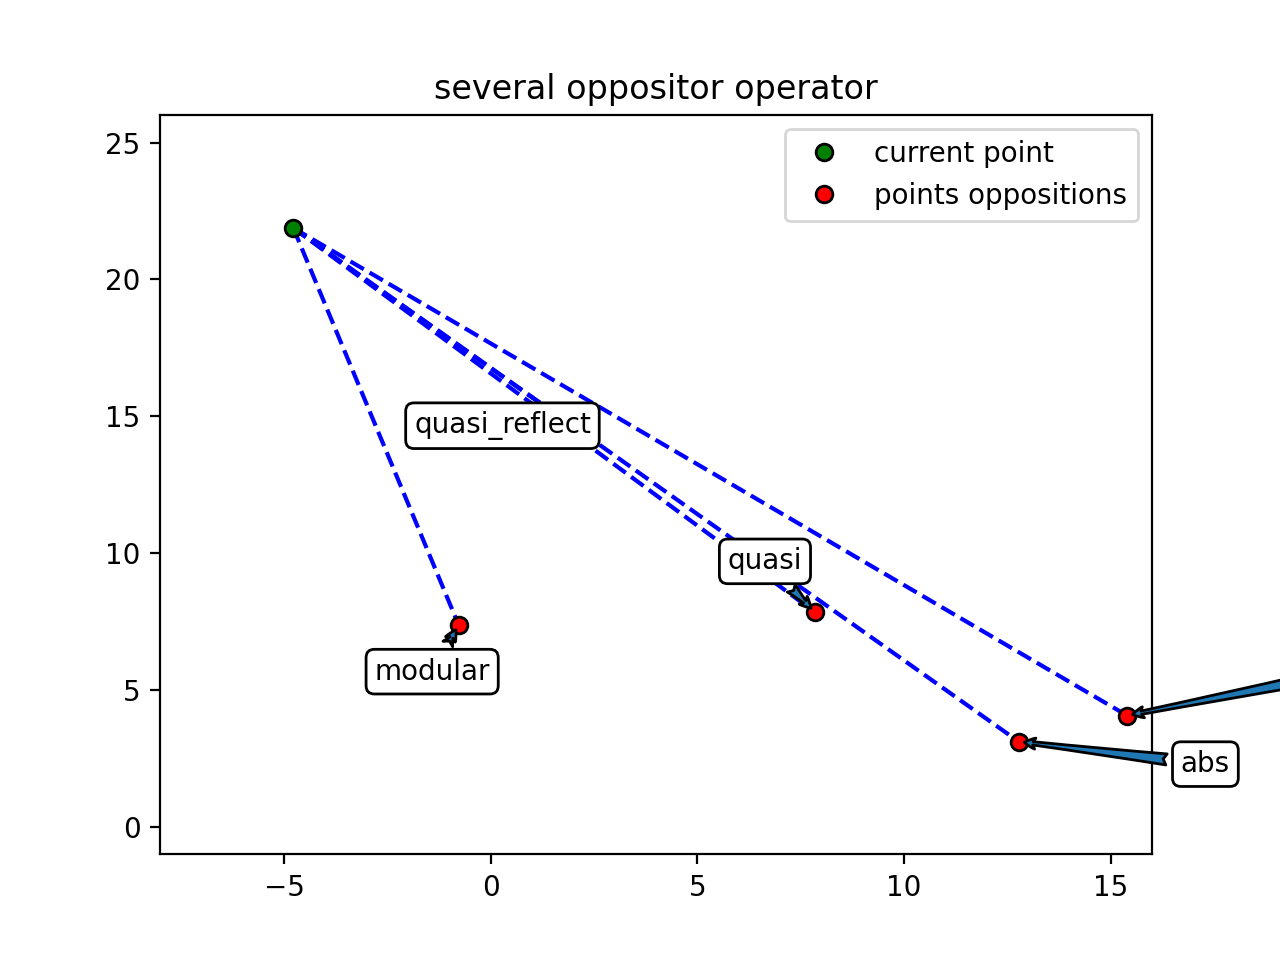 several oppositor operator
25
20
15
10
5
0
current point
points oppositions
quasi_reflect
quasi
modular
abs
−5
0
5
10
15